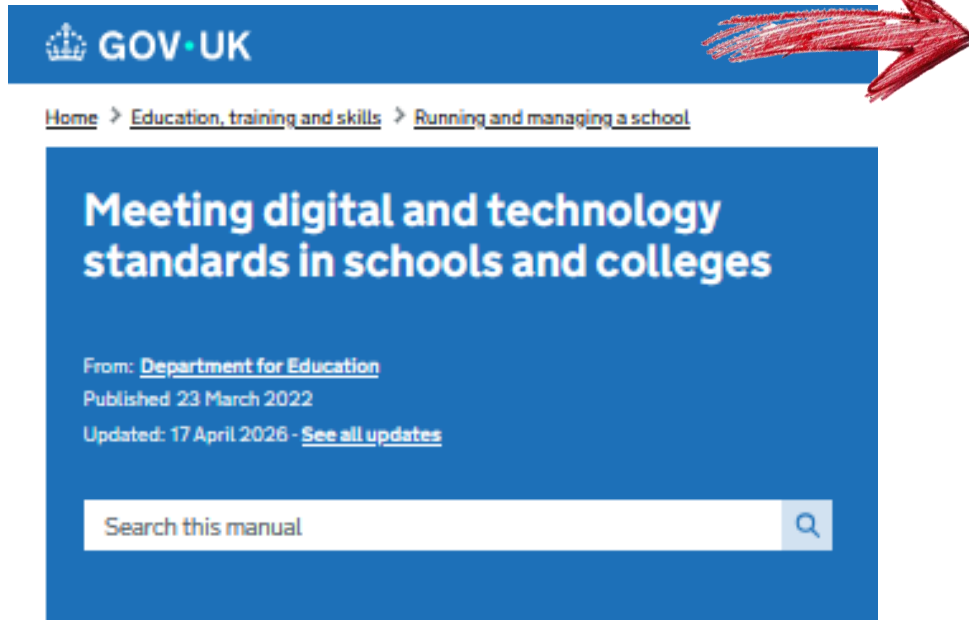 GOV·UK
Home > Education, training and skills > Running and managing a school
Meeting digital and technology
standards in schools and colleges
From: Department for Education
Published 23 March 2022
Updated: 17 April 2026 - See all updates
Search this manual